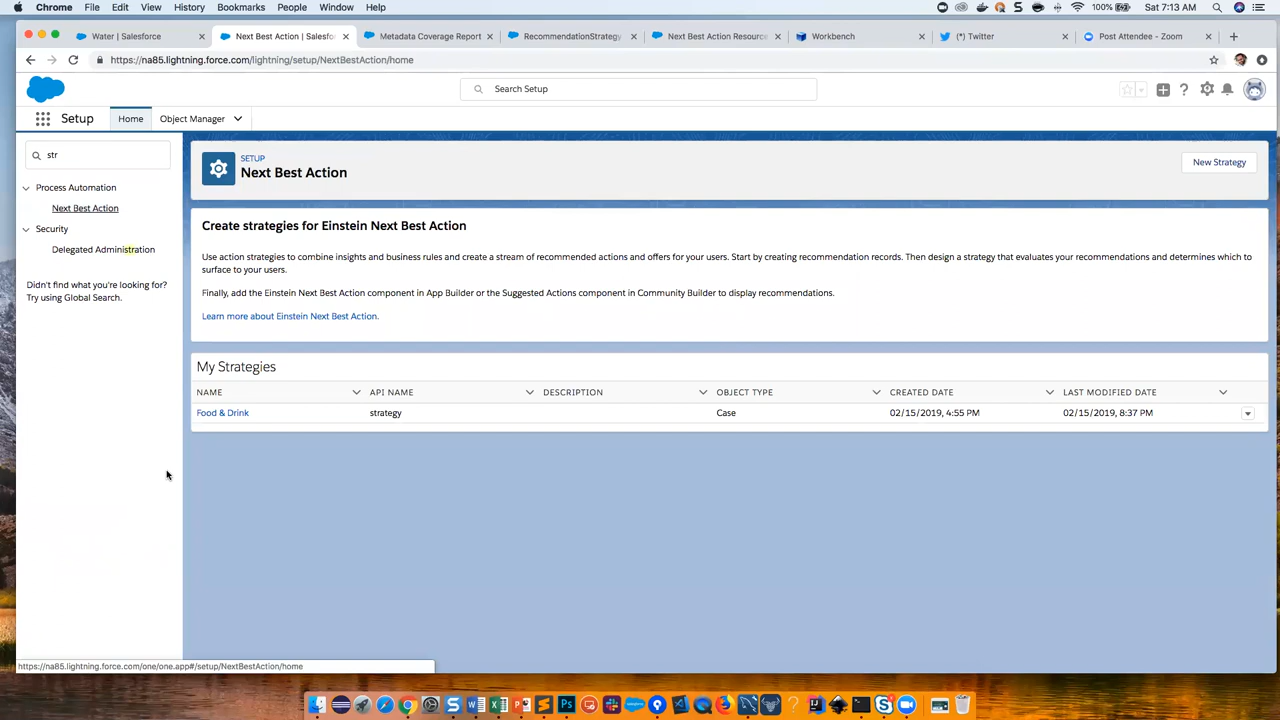 Chrome File Edit View History Bookmarks People Window Help 100% Sat 7:13 AM
Water | Salesforce Next Best Action | Salesfor Metadata Coverage Report RecommendationStrategy Next Best Action Resource Workbench (*) Twitter Post Attendee - Zoom
https://na85.lightning.force.com/lightning/setup/NextBestAction/home
Search Setup
Setup Home Object Manager
str
Process Automation
Next Best Action
Security
Delegated Administration
Didn't find what you're looking for?
Try using Global Search.
SETUP
Next Best Action
New Strategy
Create strategies for Einstein Next Best Action
Use action strategies to combine insights and business rules and create a stream of recommended actions and offers for your users. Start by creating recommendation records. Then design a strategy that evaluates your recommendations and determines which to
surface to your users.
Finally, add the Einstein Next Best Action component in App Builder or the Suggested Actions component in Community Builder to display recommendations.
Learn more about Einstein Next Best Action.
My Strategies
NAME API NAME DESCRIPTION OBJECT TYPE CREATED DATE LAST MODIFIED DATE
Food & Drink strategy Case 02/15/2019, 4:55 PM 02/15/2019, 8:37 PM
https://na85.lightning.force.com/one/one.app#/setup/NextBestAction/home